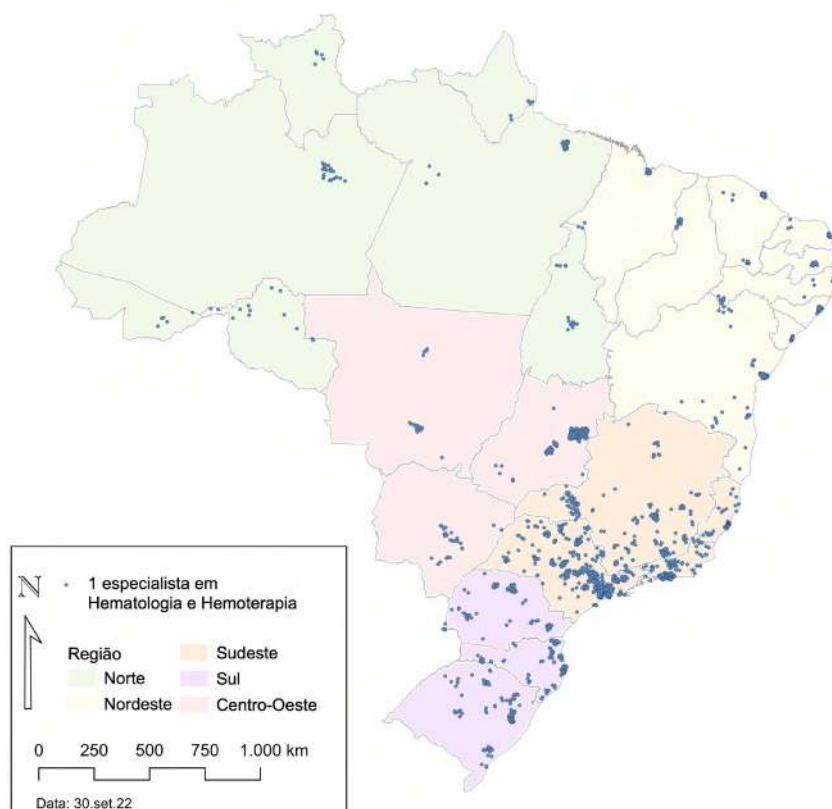 N
1 especialista em
Hematologia e Hemoterapia
Região
Norte
Nordeste
Sudeste
Sul
Centro-Oeste
0 250 500 750 1.000 km
Data: 30.set.22